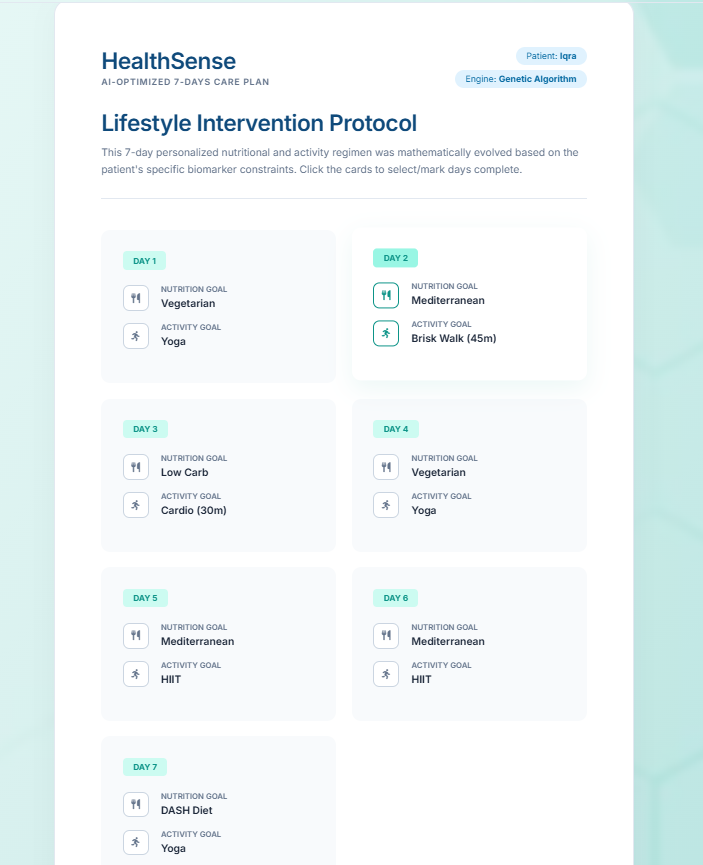 HealthSense
AI-OPTIMIZED 7-DAYS CARE PLAN
Patient: Iqra
Engine: Genetic Algorithm
Lifestyle Intervention Protocol
This 7-day personalized nutritional and activity regimen was mathematically evolved based on the
patient's specific biomarker constraints. Click the cards to select/mark days complete.
DAY 1
NUTRITION GOAL
Vegetarian
ACTIVITY GOAL
Yoga
DAY 2
NUTRITION GOAL
Mediterranean
ACTIVITY GOAL
Brisk Walk (45m)
DAY 3
NUTRITION GOAL
Low Carb
ACTIVITY GOAL
Cardio (30m)
DAY 4
NUTRITION GOAL
Vegetarian
ACTIVITY GOAL
Yoga
DAY 5
NUTRITION GOAL
Mediterranean
ACTIVITY GOAL
HIIT
DAY 6
NUTRITION GOAL
Mediterranean
ACTIVITY GOAL
HIIT
DAY 7
NUTRITION GOAL
DASH Diet
ACTIVITY GOAL
Yoga